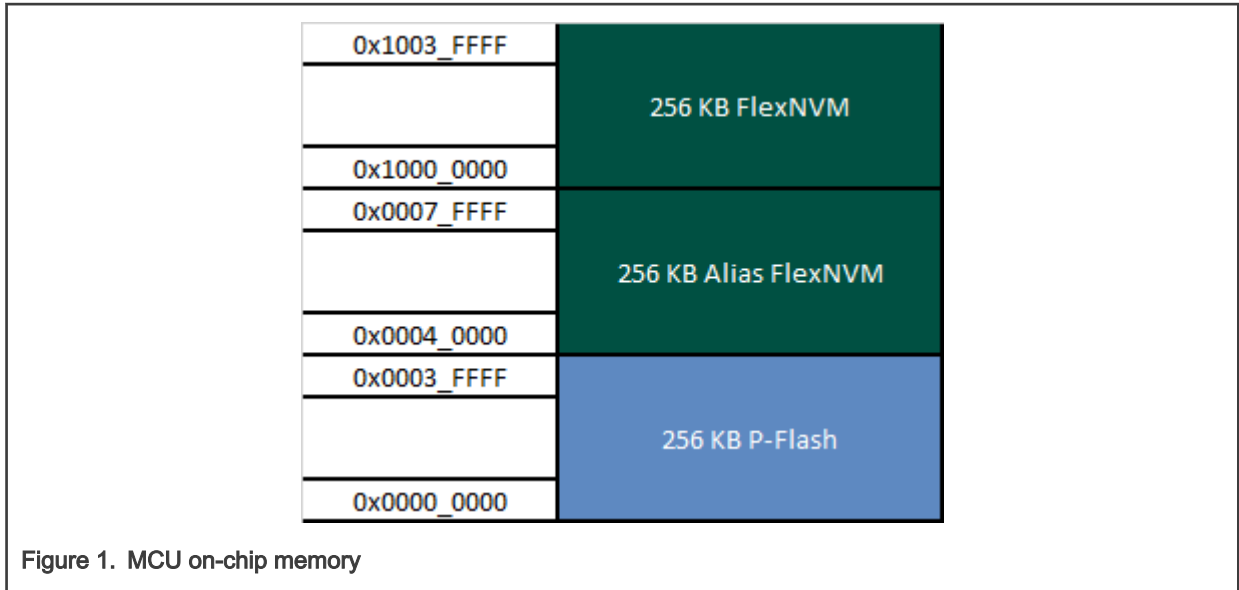 0x1003_FFFF
256 KB FlexNVM
0x1000_0000
0x0007_FFFF
256 KB Alias FlexNVM
0x0004_0000
0x0003_FFFF
256 KB P-Flash
0x0000_0000
Figure 1. MCU on-chip memory